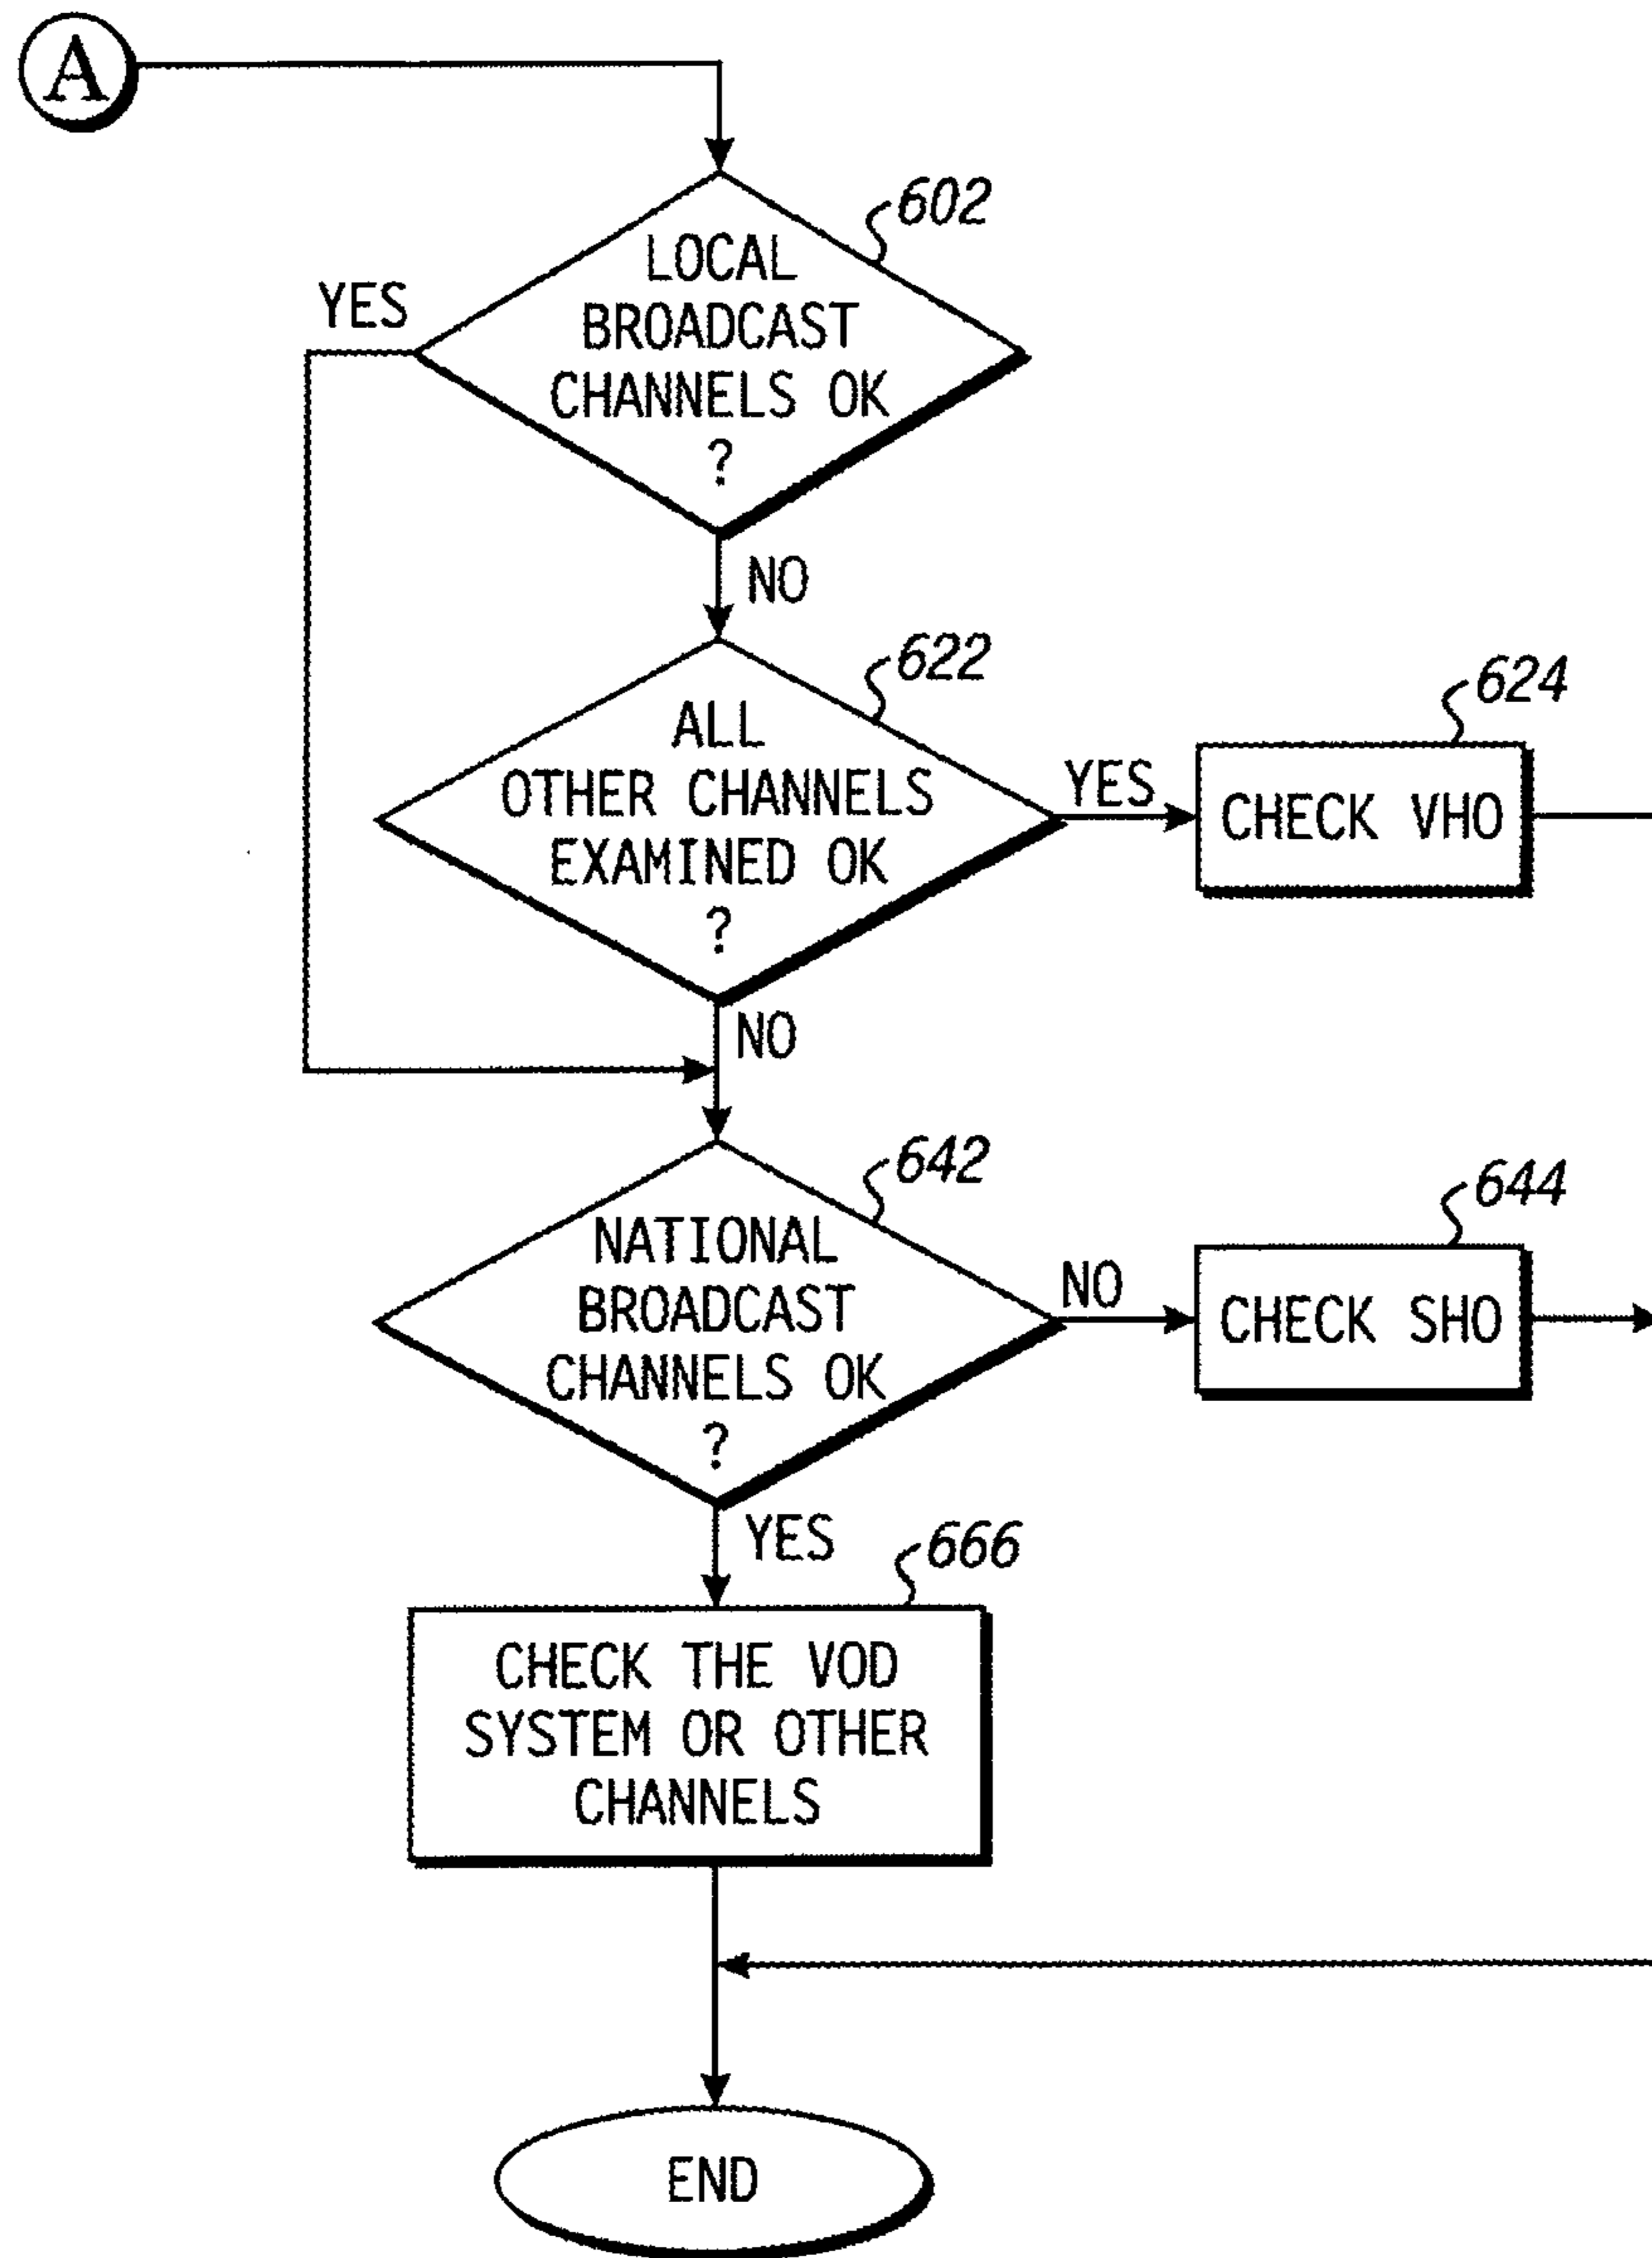 A
602
LOCAL
BROADCAST
CHANNELS OK
?
YES
NO
622
ALL
OTHER CHANNELS
EXAMINED OK
?
YES
624
CHECK VHO
NO
642
NATIONAL
BROADCAST
CHANNELS OK
?
NO
644
CHECK SHO
YES
666
CHECK THE VOD
SYSTEM OR OTHER
CHANNELS
END